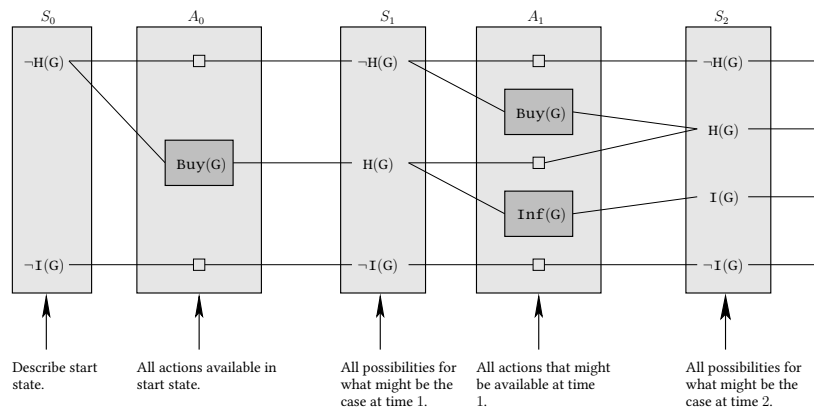 S₀ A₀ S₁ A₁ S₂
¬H(G) ¬H(G) ¬H(G)
Buy(G) H(G)
Buy(G) H(G)
Inf(G) I(G)
¬I(G) ¬I(G) ¬I(G)
Describe start
state.
All actions available in
start state.
All possibilities for
what might be the
case at time 1.
All actions that might
be available at time
1.
All possibilities for
what might be the
case at time 2.